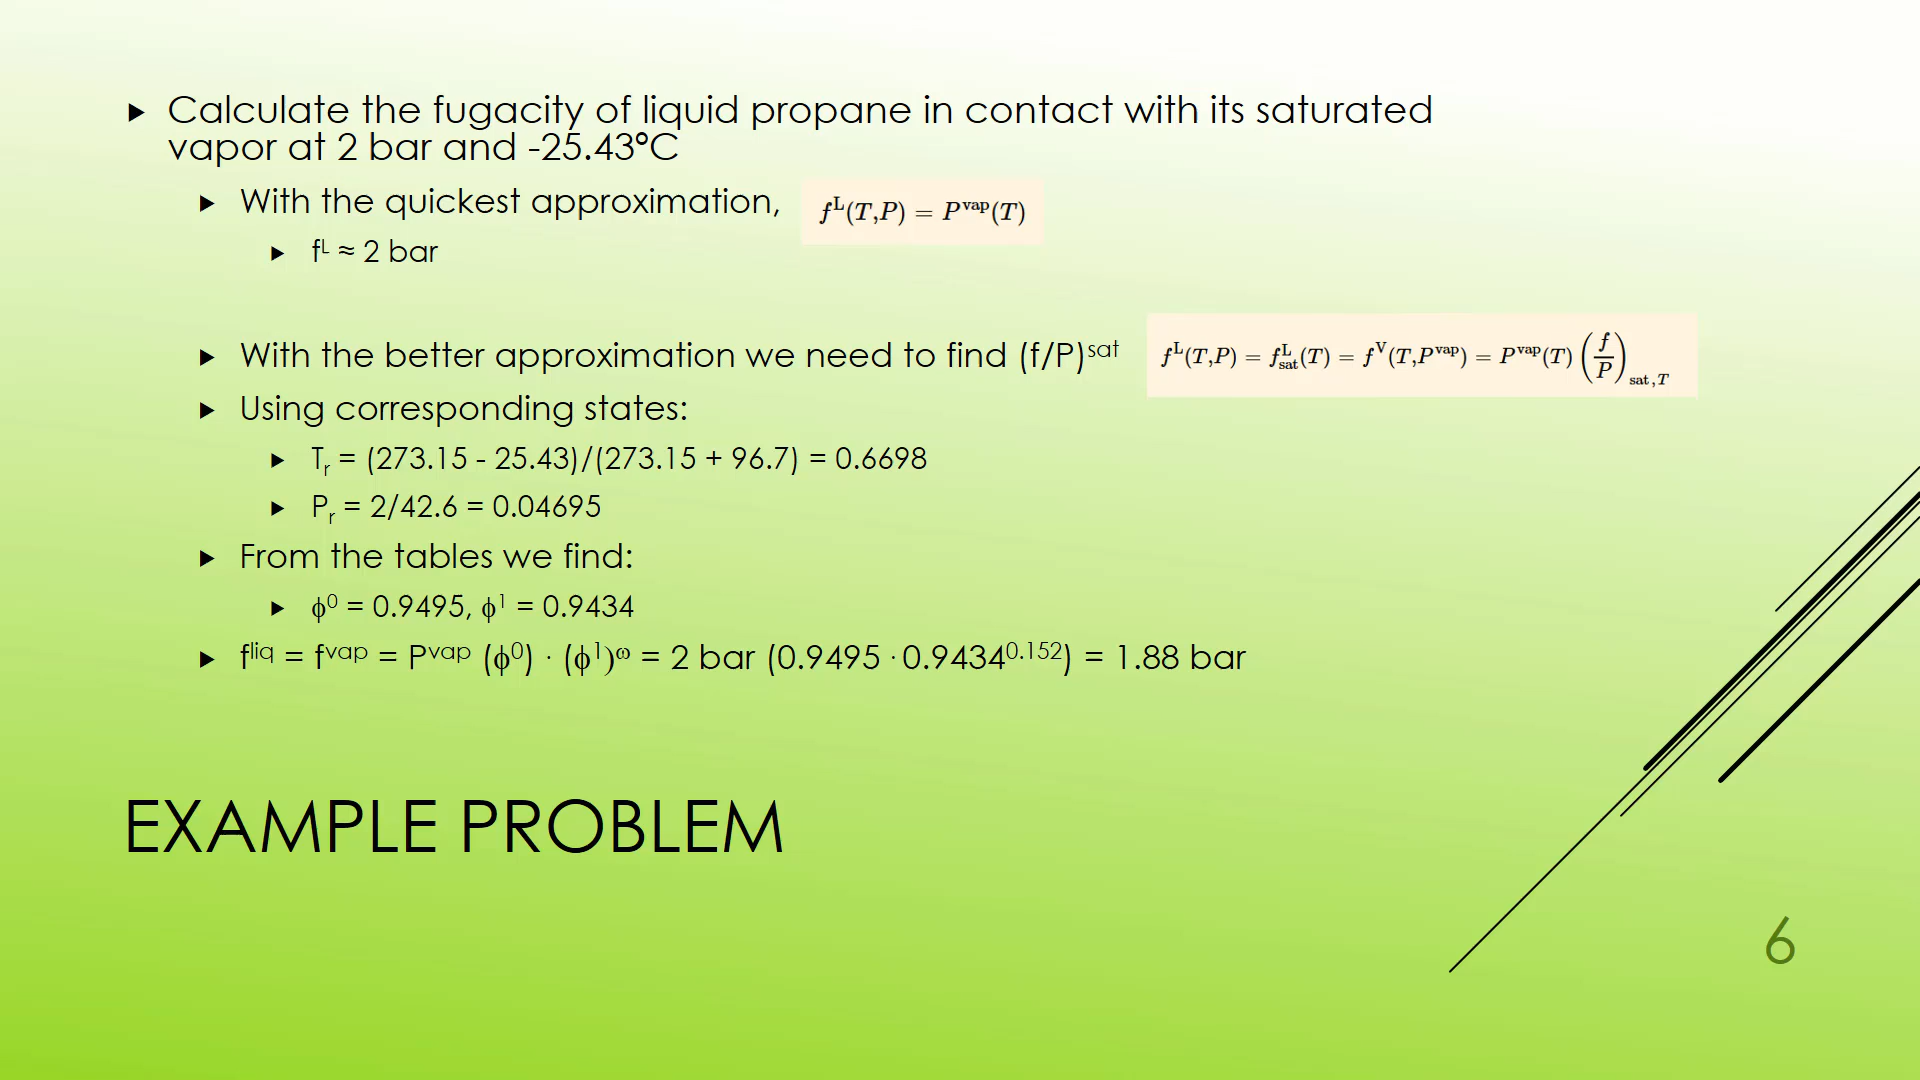 Calculate the fugacity of liquid propane in contact with its saturated
vapor at 2 bar and -25.43ºC
With the quickest approximation, f^L(T,P) = P^vap(T)
f^L ≈ 2 bar
With the better approximation we need to find (f/P)^sat f^L(T,P) = f^L_sat(T) = f^V(T,P^vap) = P^vap(T) (f/P)_sat,T
Using corresponding states:
T_r = (273.15 - 25.43)/(273.15 + 96.7) = 0.6698
P_r = 2/42.6 = 0.04695
From the tables we find:
ϕ^0 = 0.9495, ϕ^1 = 0.9434
f^liq = f^vap = P^vap (ϕ^0) · (ϕ^1)^ω = 2 bar (0.9495 · 0.9434^0.152) = 1.88 bar
EXAMPLE PROBLEM
6